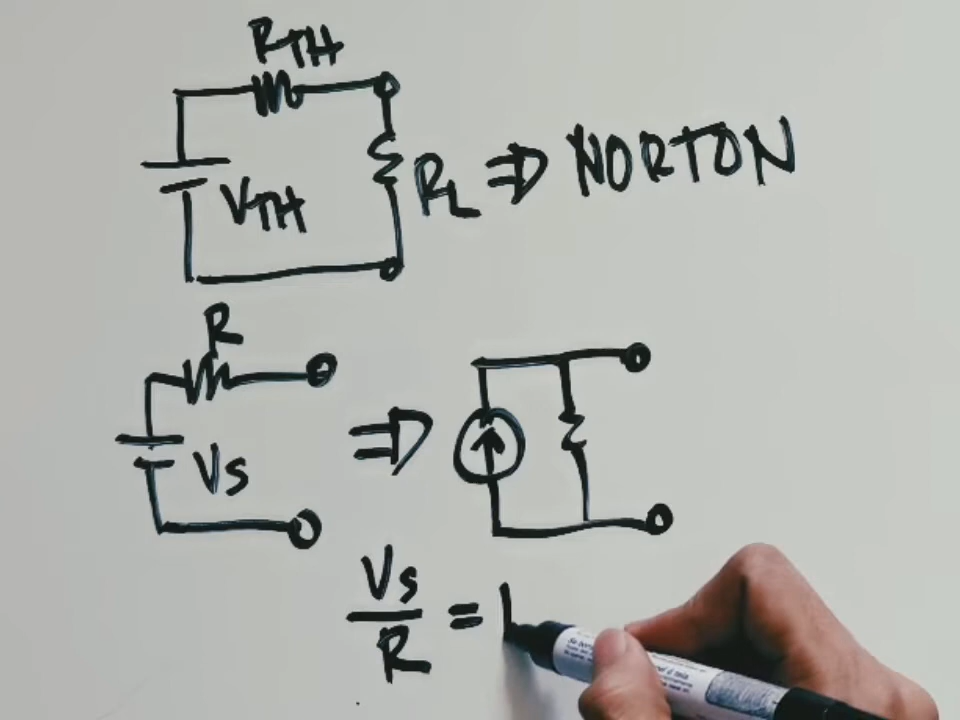 RTH
VTH RL ⇒ NORTON
R
Vs ⇒
Vs
R
=